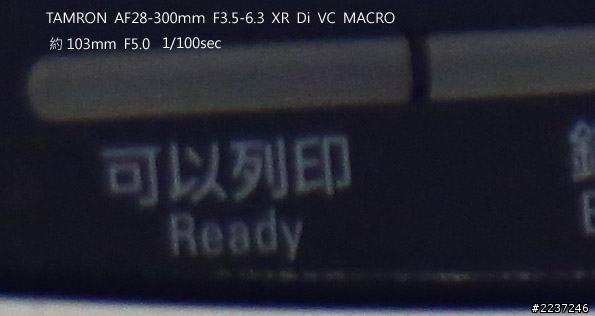 TAMRON AF28-300mm F3.5-6.3 XR Di VC MACRO
約 103mm F5.0 1/100sec
可以列印
Ready
#2237246